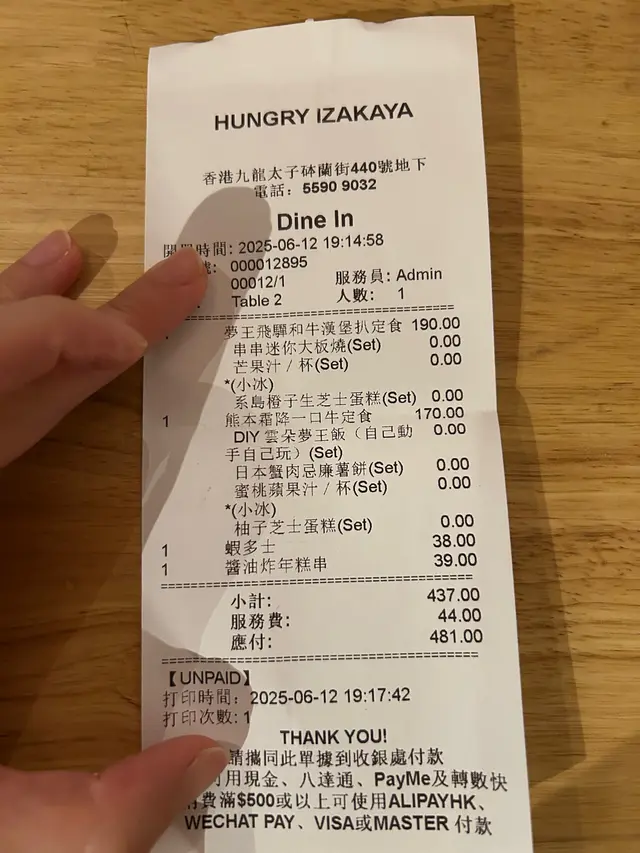 HUNGRY IZAKAYA
香港九龍太子砵蘭街440號地下
電話：5590 9032
Dine In
開單時間: 2025-06-12 19:14:58
號: 000012895
00012/1 服務員: Admin
Table 2 人數: 1
夢王飛驒和牛漢堡扒定食 190.00
串串迷你大板燒(Set) 0.00
芒果汁 / 杯(Set) 0.00
*(小冰)
糸島橙子生芝士蛋糕(Set) 0.00
1 熊本霜降一口牛定食 170.00
DIY 雲朵夢王飯（自己動 0.00
手自己玩）(Set)
日本蟹肉忌廉薯餅(Set) 0.00
蜜桃蘋果汁 / 杯(Set) 0.00
*(小冰)
柚子芝士蛋糕(Set) 0.00
1 蝦多士 38.00
1 醬油炸年糕串 39.00
小計: 437.00
服務費: 44.00
應付: 481.00
【UNPAID】
打印時間: 2025-06-12 19:17:42
打印次數: 1
THANK YOU!
請攜同此單據到收銀處付款
用現金、八達通、PayMe及轉數快
費滿$500或以上可使用ALIPAYHK、
WECHAT PAY、VISA或MASTER 付款